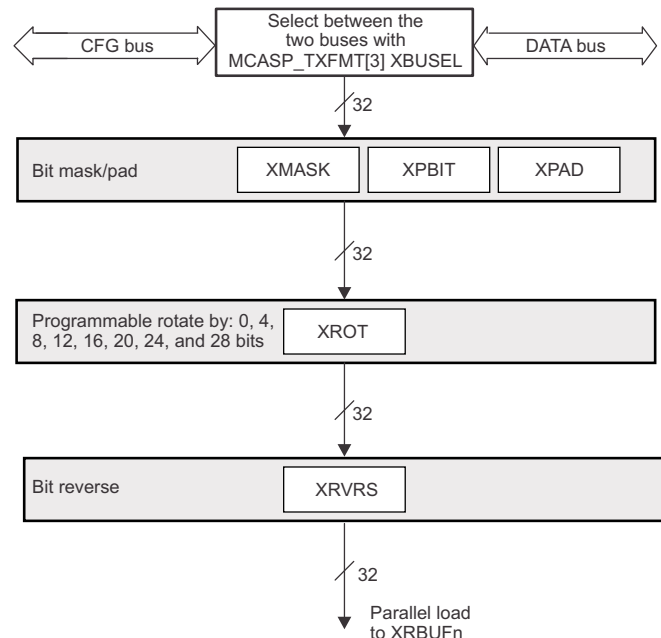 Select between the
CFG bus
two buses with
DATA bus
MCASP_TXFMT[3] XBUSEL
32
Bit mask/pad
XMASK
XPBIT
XPAD
32
Programmable rotate by: 0, 4,
8, 12, 16, 20, 24, and 28 bits
XROT
32
Bit reverse
XRVRS
32
Parallel load
to XRBUFn